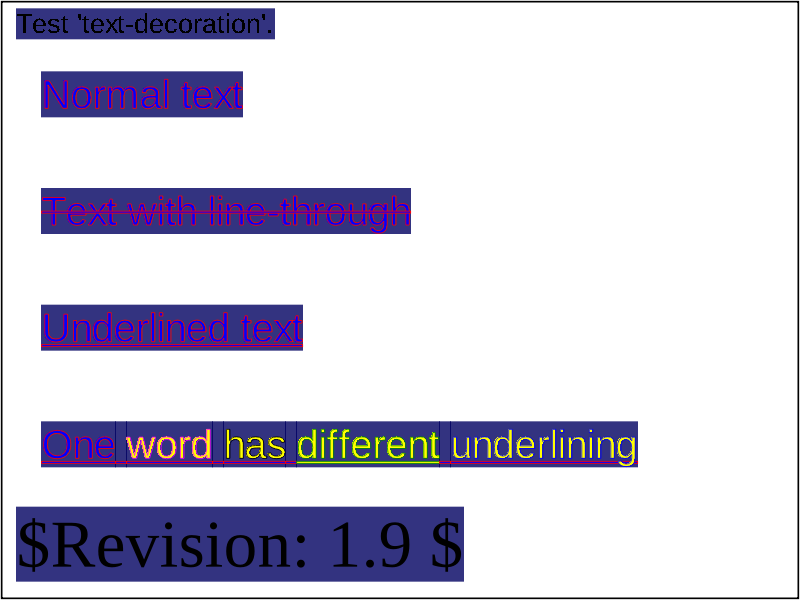 Test 'text-decoration'.
Normal text
Text with line-through
Underlined text
One word has different underlining
$Revision: 1.9 $